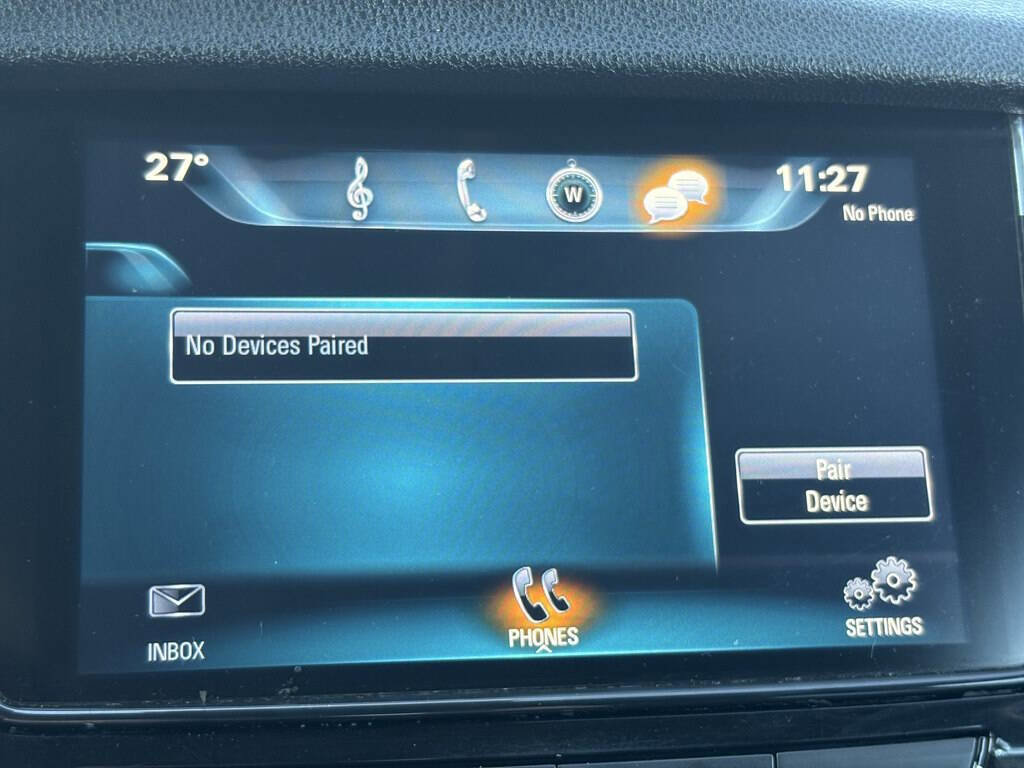 27°
W
11:27
No Phone
No Devices Paired
Pair
Device
INBOX
PHONES
SETTINGS